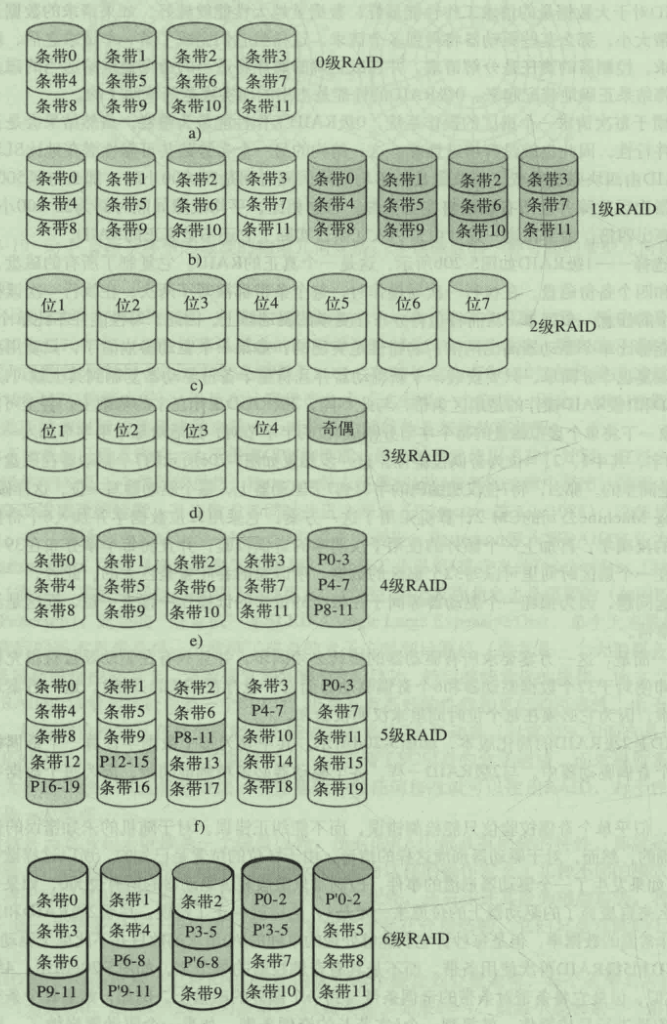 条带0 条带1 条带2 条带3
0级RAID
条带4 条带5 条带6 条带7
条带8 条带9 条带10 条带11
a)
条带0 条带1 条带2 条带3 条带0 条带1 条带2 条带3
条带4 条带5 条带6 条带7 条带4 条带5 条带6 条带7
1级RAID
条带8 条带9 条带10 条带11 条带8 条带9 条带10 条带11
b)
位1 位2 位3 位4 位5 位6 位7
2级RAID
c)
位1 位2 位3 位4 奇偶
3级RAID
d)
条带0 条带1 条带2 条带3 P0-3
条带4 条带5 条带6 条带7 P4-7
4级RAID
条带8 条带9 条带10 条带11 P8-11
e)
条带0 条带1 条带2 条带3 P0-3
条带4 条带5 条带6 P4-7 条带7
条带8 条带9 P8-11 条带10 条带11
5级RAID
条带12 P12-15 条带13 条带14 条带15
P16-19 条带16 条带17 条带18 条带19
f)
条带0 条带1 条带2 P0-2 P'0-2
条带3 条带4 P3-5 P'3-5 条带5
6级RAID
条带6 P6-8 P'6-8 条带7 条带8
P9-11 P'9-11 条带9 条带10 条带11